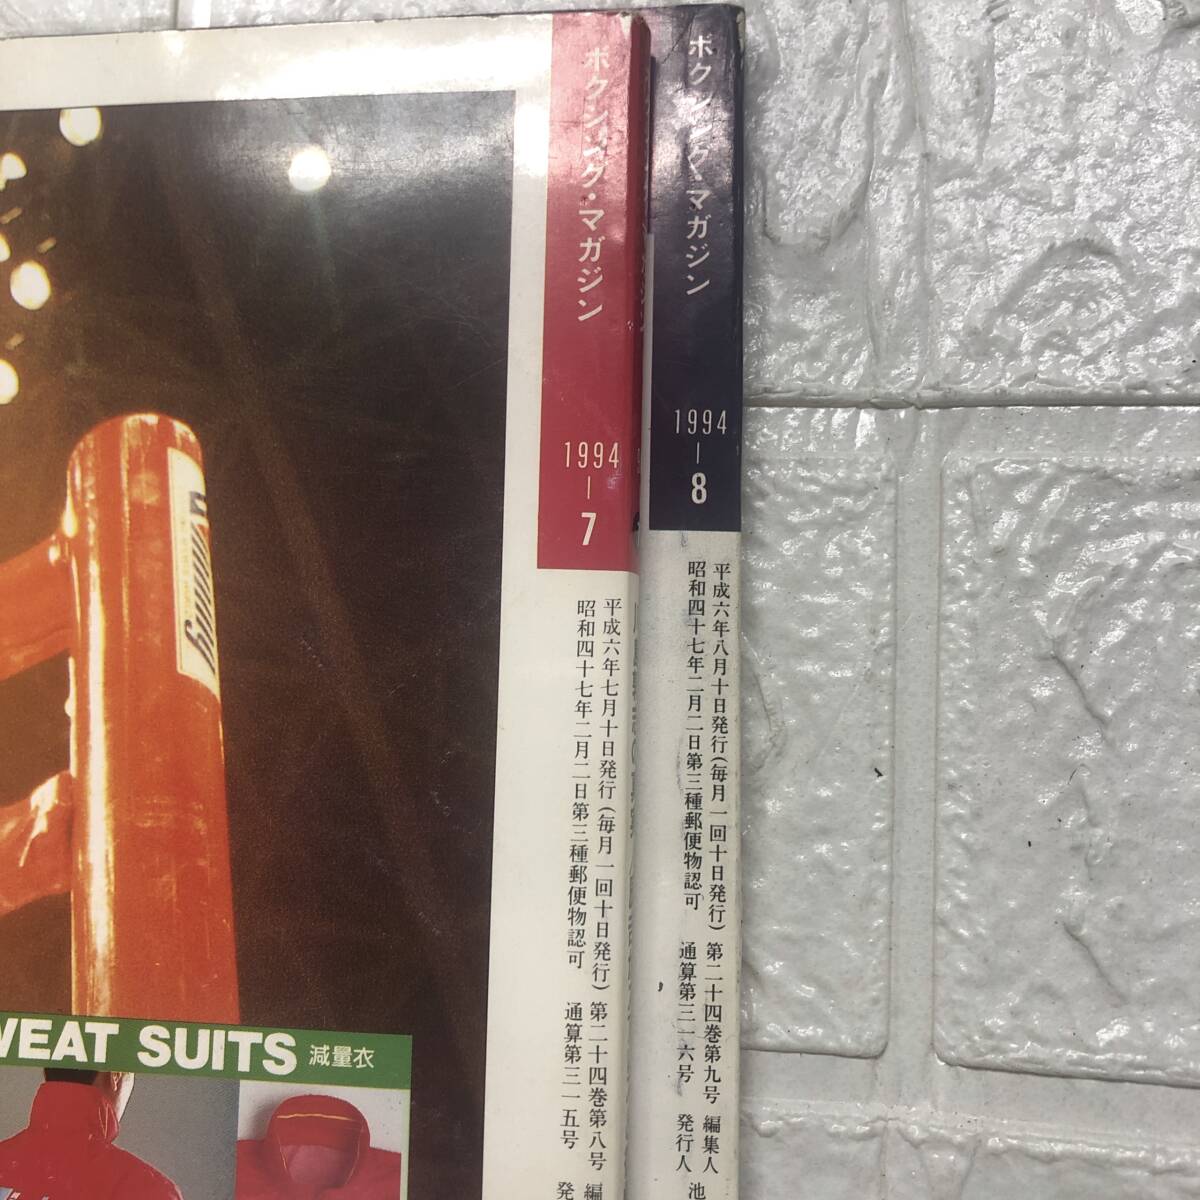 ボクシング・マガジン
1994-8
平成六年八月十日発行(毎月一回十日発行) 第二十四巻第九号 編集人
昭和四十七年二月二日第三種郵便物認可 通算第三一六号 発行人 池
ボクシング・マガジン
1994-7
平成六年七月十日発行(毎月一回十日発行) 第二十四巻第八号 編
昭和四十七年二月二日第三種郵便物認可 通算第三一五号 発
Winning
WEAT SUITS 減量衣